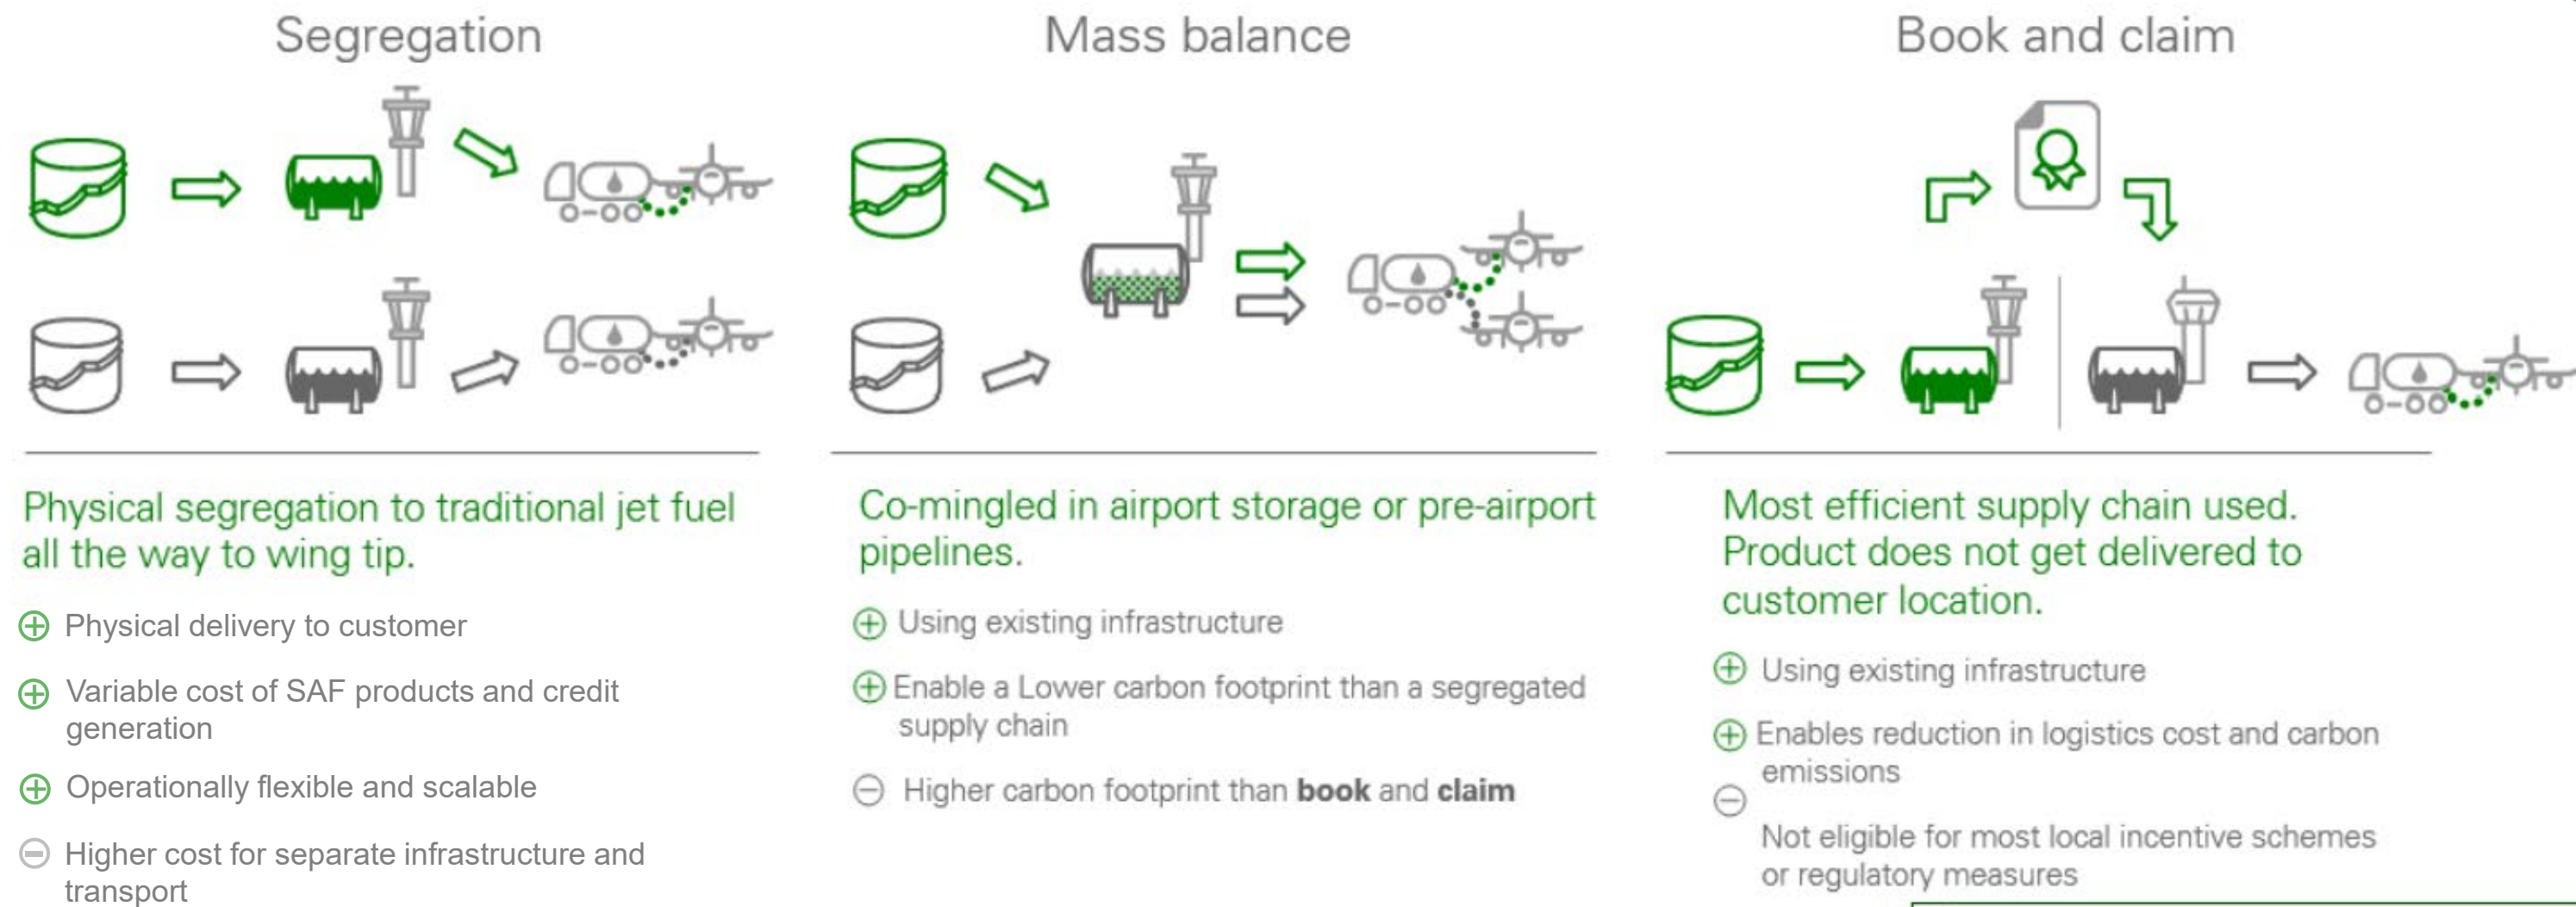 Segregation
Physical segregation to traditional jet fuel
all the way to wing tip.
Physical delivery to customer
Variable cost of SAF products and credit
generation
Operationally flexible and scalable
Higher cost for separate infrastructure and
transport
Mass balance
Co-mingled in airport storage or pre-airport
pipelines.
Using existing infrastructure
Enable a Lower carbon footprint than a segregated
supply chain
Higher carbon footprint than book and claim
Book and claim
Most efficient supply chain used.
Product does not get delivered to
customer location.
Using existing infrastructure
Enables reduction in logistics cost and carbon
emissions
Not eligible for most local incentive schemes
or regulatory measures